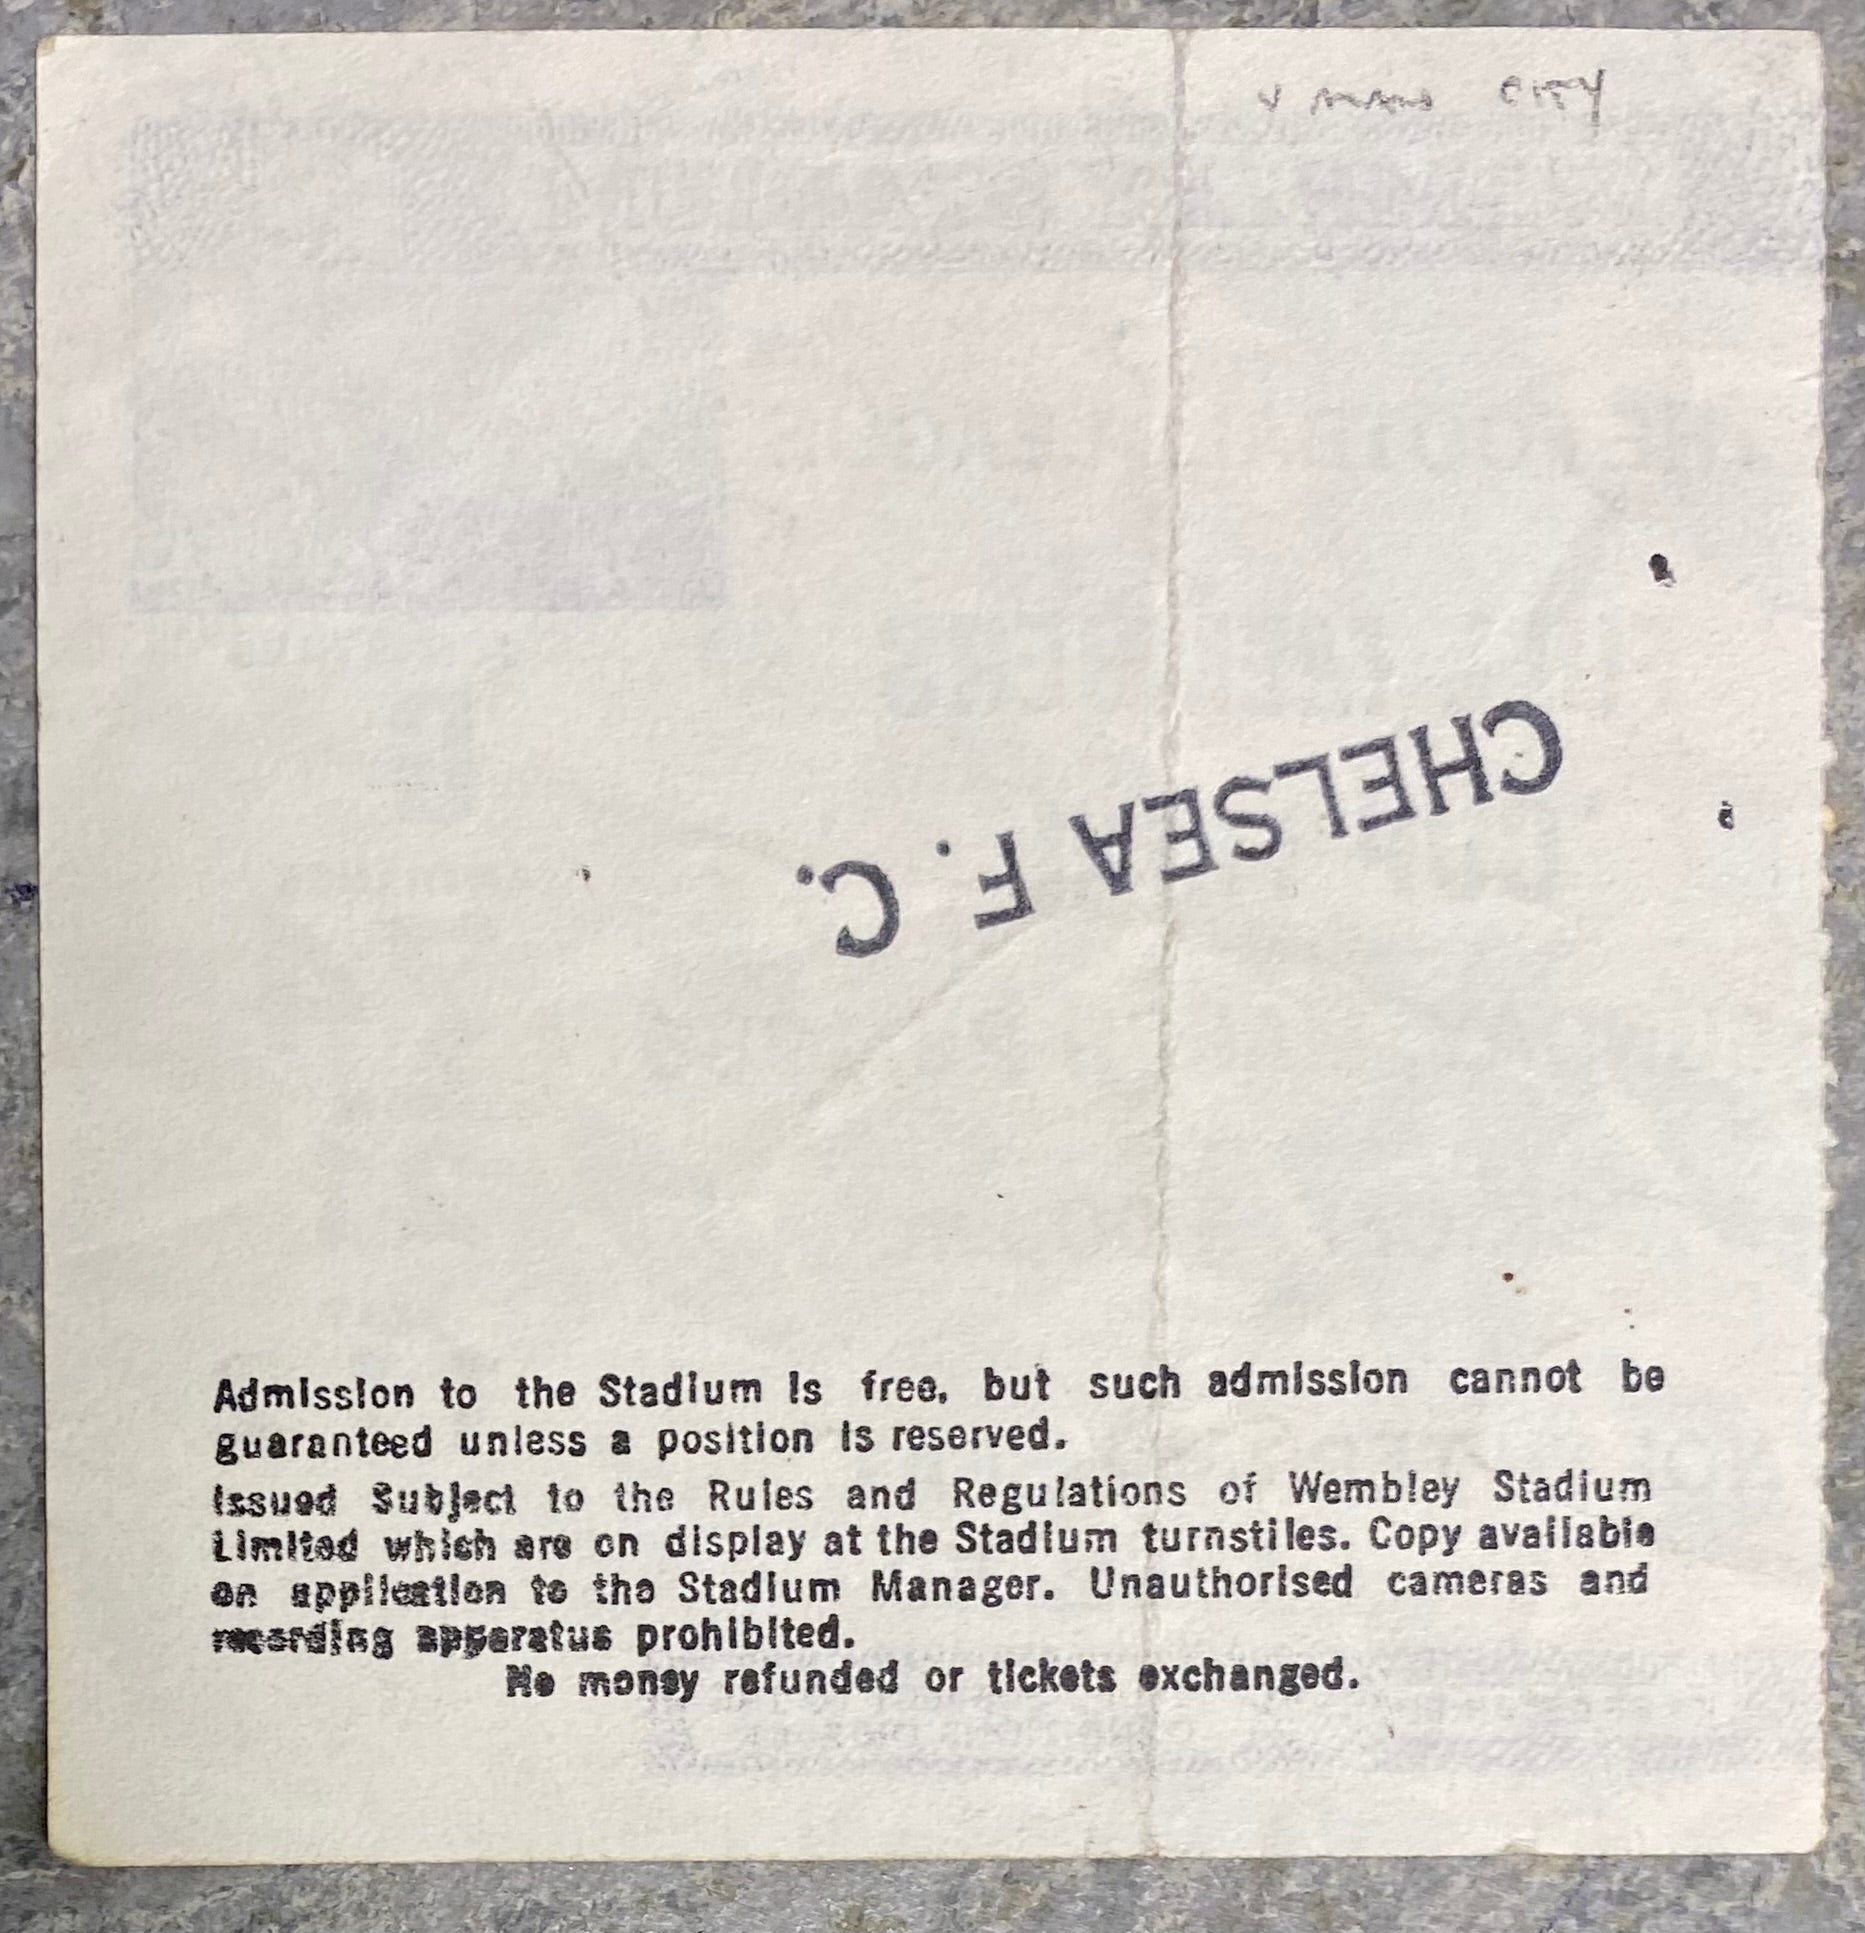 v MAN CITY
CHELSEA F. C.
Admission to the Stadium is free, but such admission cannot be
guaranteed unless a position is reserved.
Issued Subject to the Rules and Regulations of Wembley Stadium
Limited which are on display at the Stadium turnstiles. Copy available
on application to the Stadium Manager. Unauthorised cameras and
recording apparatus prohibited.
No money refunded or tickets exchanged.